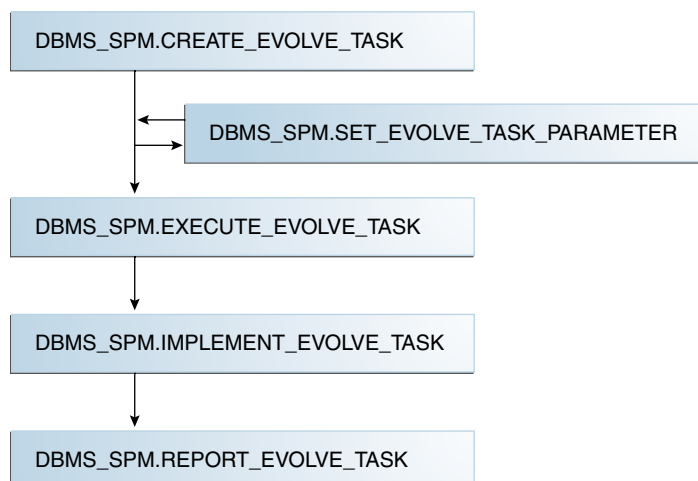 DBMS_SPM.CREATE_EVOLVE_TASK
DBMS_SPM.SET_EVOLVE_TASK_PARAMETER
DBMS_SPM.EXECUTE_EVOLVE_TASK
DBMS_SPM.IMPLEMENT_EVOLVE_TASK
DBMS_SPM.REPORT_EVOLVE_TASK